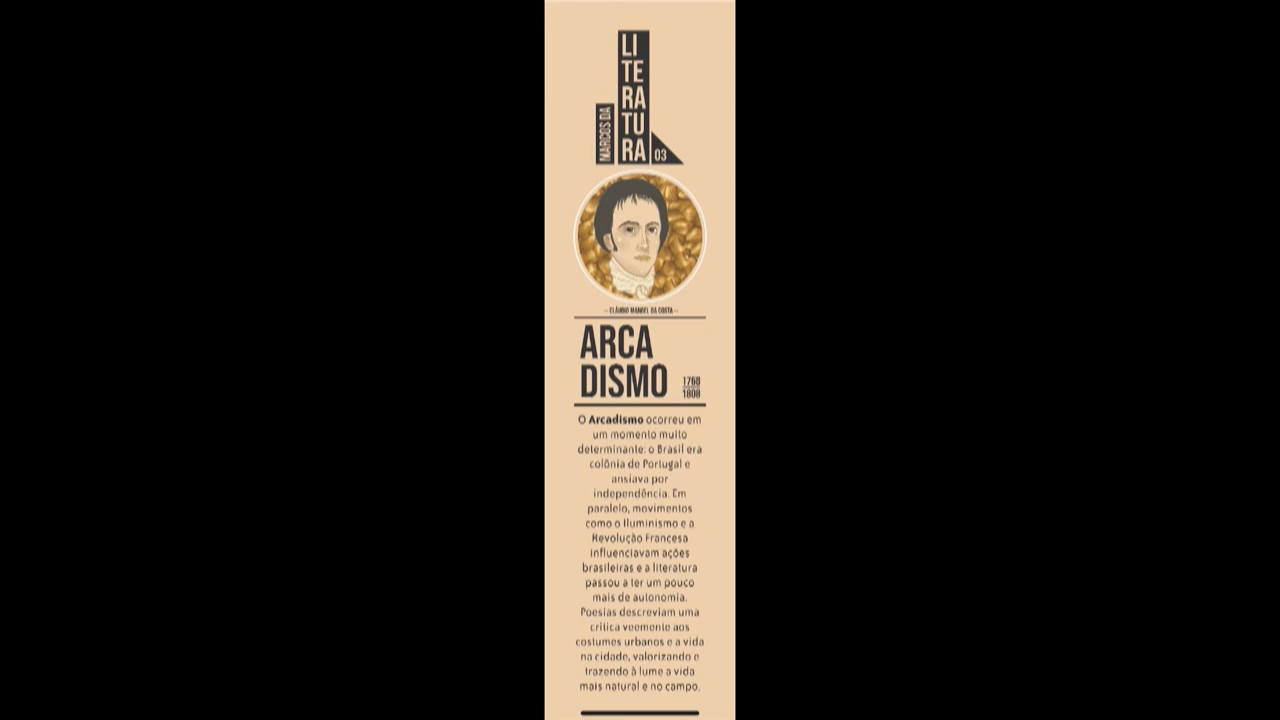 MARCOS DA
LI
TE
RA
TU
RA
03
– CLÁUDIO MANOEL DA COSTA –
ARCA
DISMO
1768
1808
O Arcadismo ocorreu em
um momento muito
determinante: o Brasil era
colônia de Portugal e
ansiava por
independência. Em
paralelo, movimentos
como o Iluminismo e a
Revolução Francesa
influenciavam ações
brasileiras e a literatura
passou a ter um pouco
mais de autonomia.
Poesias descreviam uma
crítica veemente aos
costumes urbanos e a vida
na cidade, valorizando e
trazendo à lume a vida
mais natural e no campo.